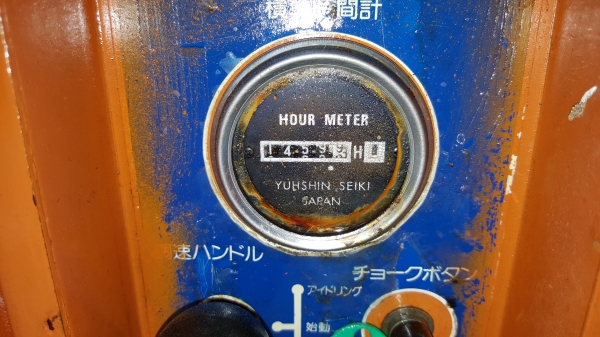 HOUR METER
H
YUHSHIN SEIKI
JAPAN
速ハンドル
チョークボタン
アイドリング
始動